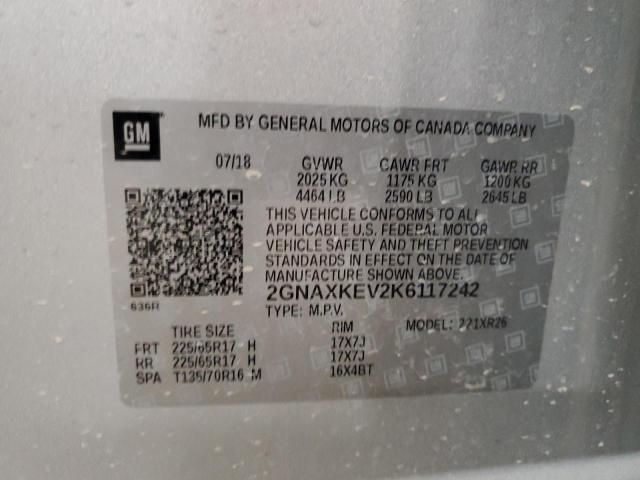 GM
MFD BY GENERAL MOTORS OF CANADA COMPANY
07/18 GVWR CAWR FRT GAWR RR
2025 KG 1175 KG 1200 KG
4464 LB 2590 LB 2645 LB
THIS VEHICLE CONFORMS TO ALL
APPLICABLE U.S. FEDERAL MOTOR
VEHICLE SAFETY AND THEFT PREVENTION
STANDARDS IN EFFECT ON THE DATE OF
MANUFACTURE SHOWN ABOVE.
2GNAXKEV2K6117242
636R
TYPE: M.P.V. MODEL: 221XR26
TIRE SIZE RIM
FRT 225/65R17 H 17X7J
RR 225/65R17 H 17X7J
SPA T135/70R16 M 16X4BT